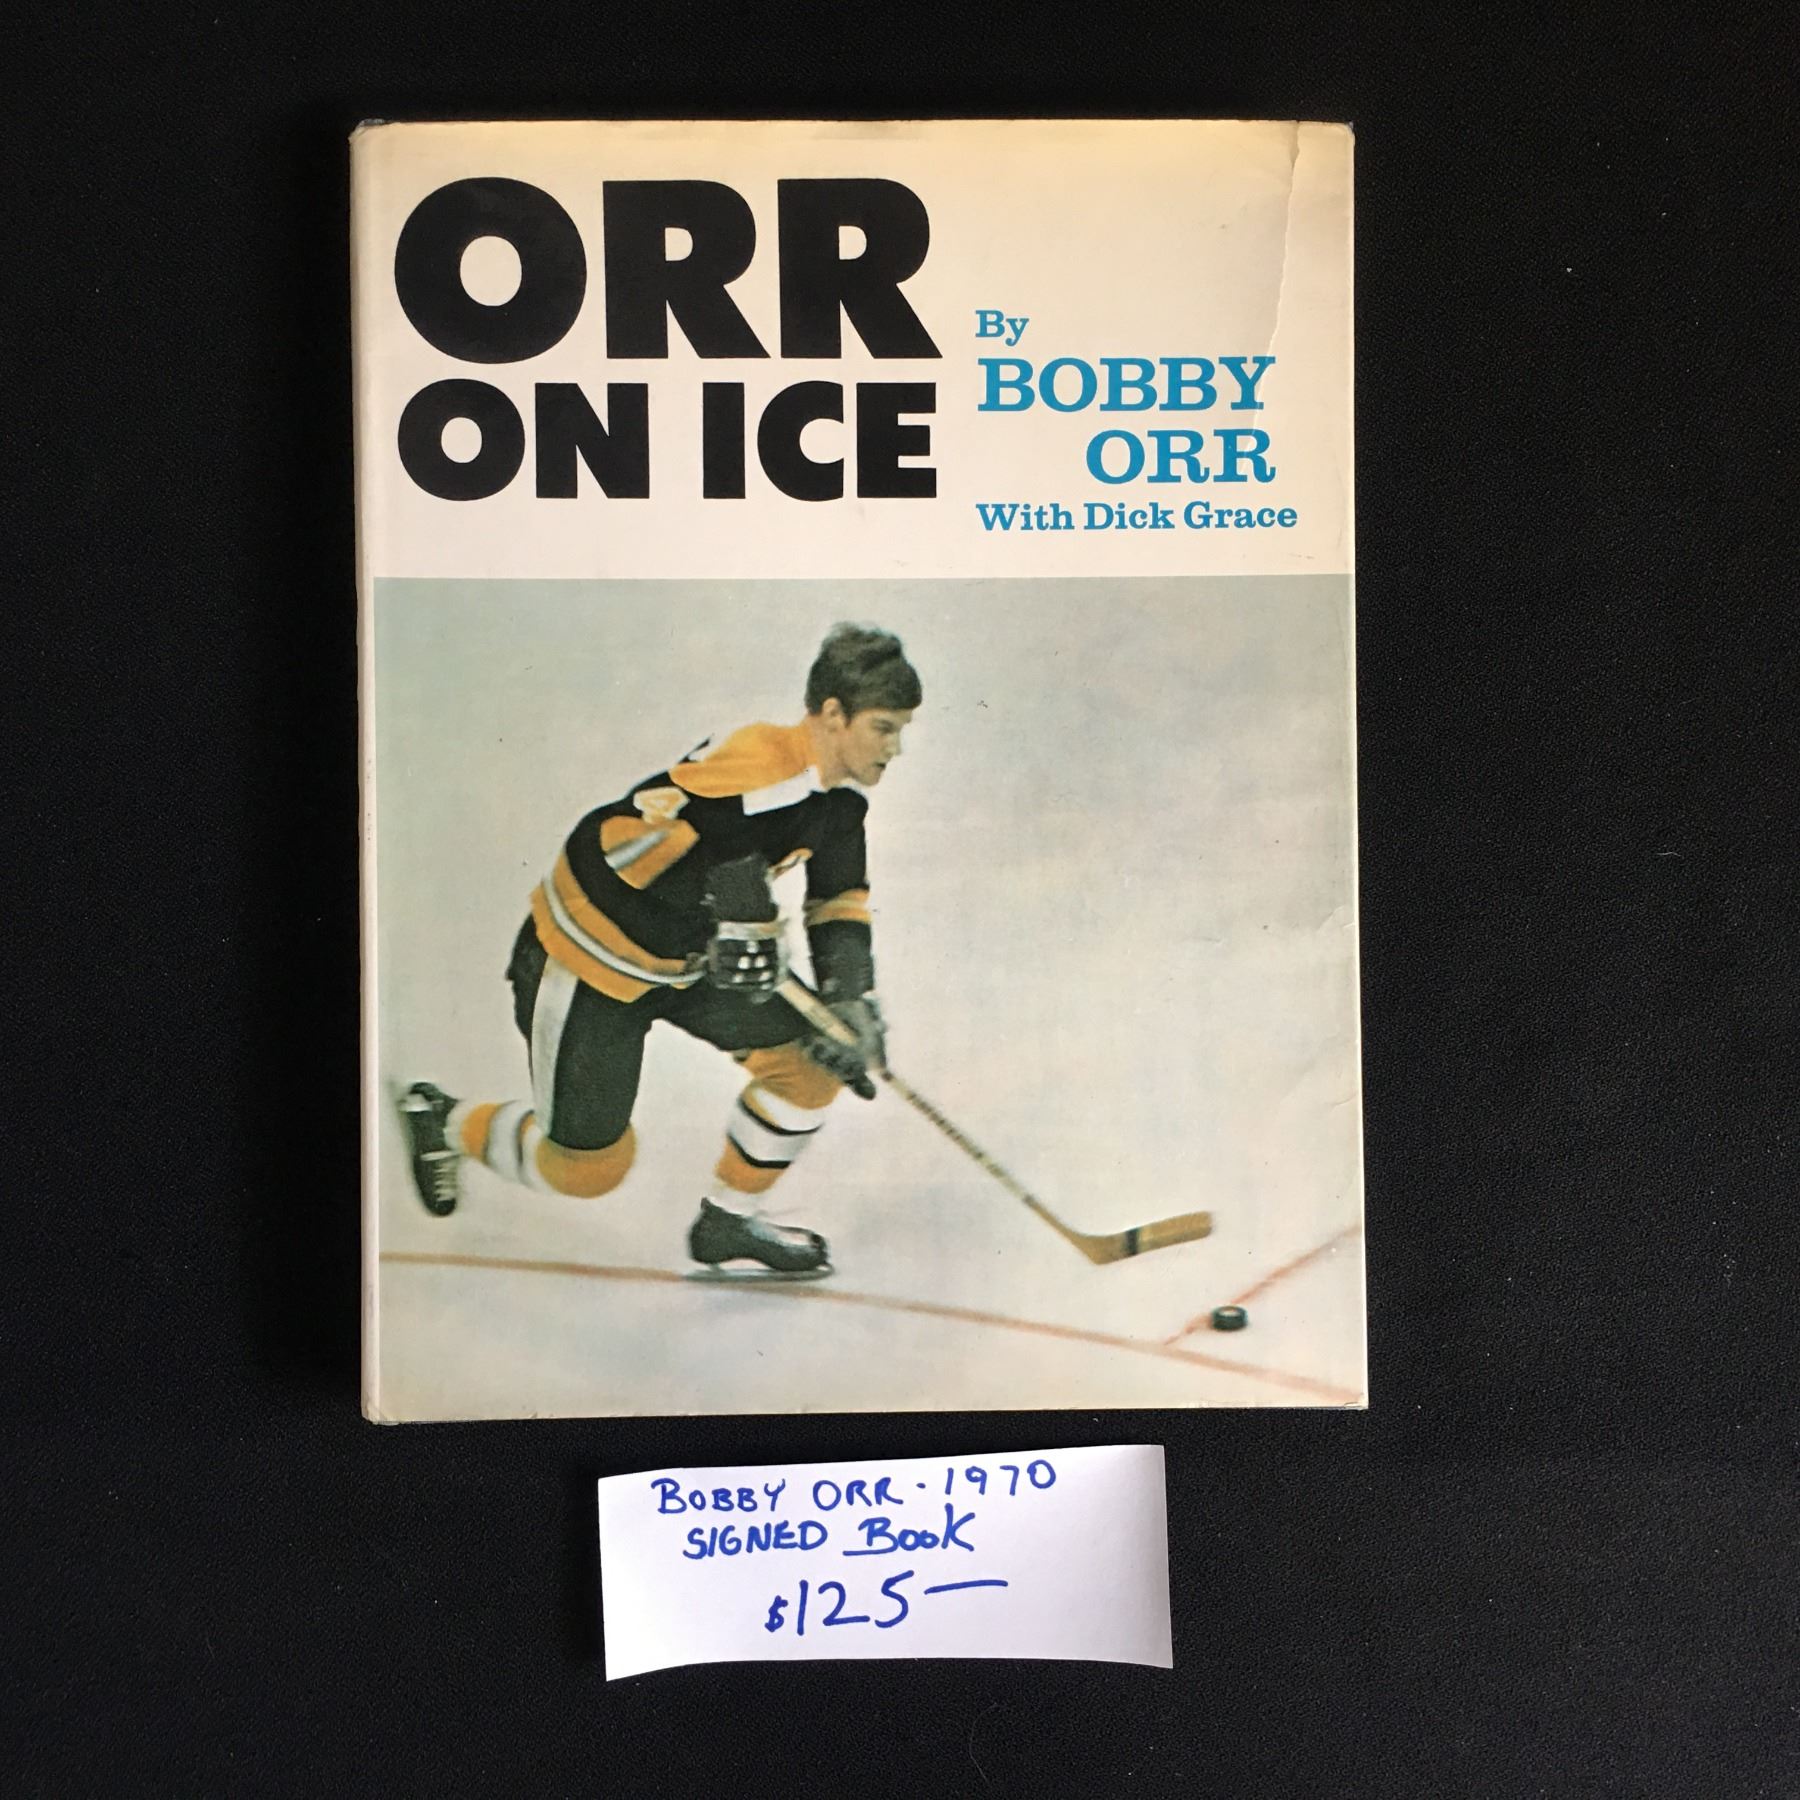 ORR
ON ICE
By
BOBBY
ORR
With Dick Grace
BOBBY ORR - 1970
SIGNED BOOK
$125—